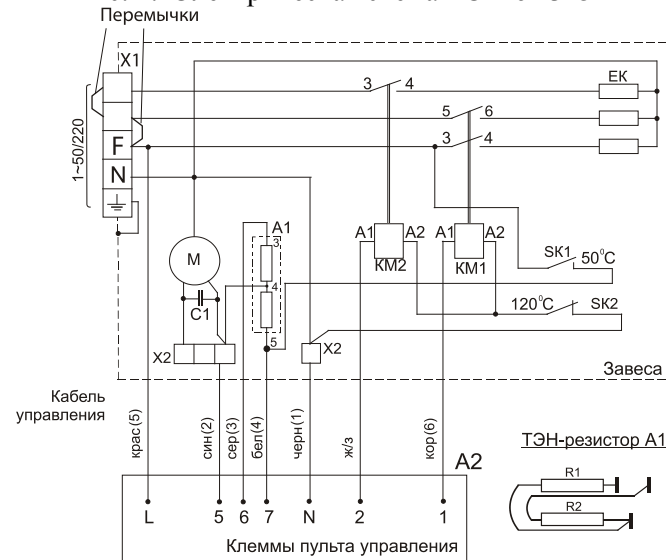 Перемычки
X1
1~50/220
F
N
3 4
EK
5 6
3 4
A1
3
4
5
M
C1
X2
X2
A1 A2
KM2
A1 A2
KM1
SK1 50°C
120°C SK2
Завеса
Кабель
управления
крас(5)
син(2)
сер(3)
бел(4)
черн(1)
ж/з
кор(6)
A2
L 5 6 7 N 2 1
Клеммы пульта управления
ТЭН-резистор A1
R1
R2